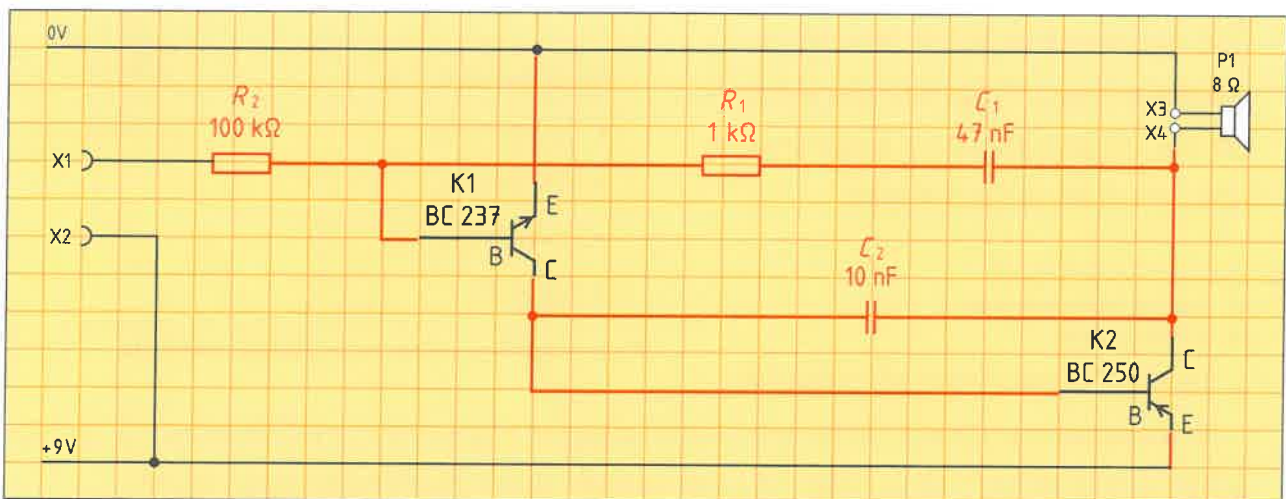 0V
P1
8 Ω
R₂
100 kΩ
R₁
1 kΩ
C₁
47 nF
X3
X4
X1
K1
BC 237
E
X2
B
C
C₂
10 nF
K2
BC 250
C
B
E
+9V